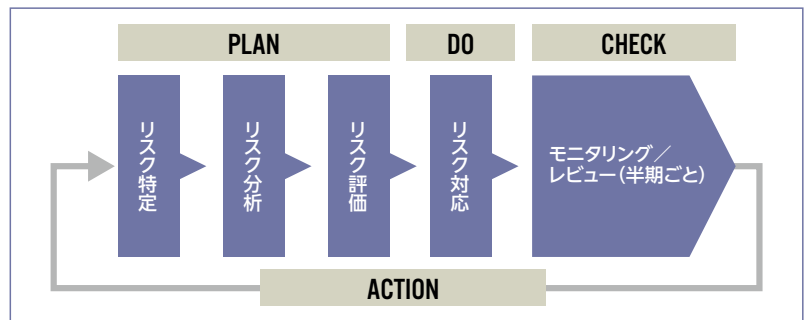 PLAN
DO
CHECK
リスク特定
リスク分析
リスク評価
リスク対応
モニタリング／
レビュー（半期ごと）
ACTION